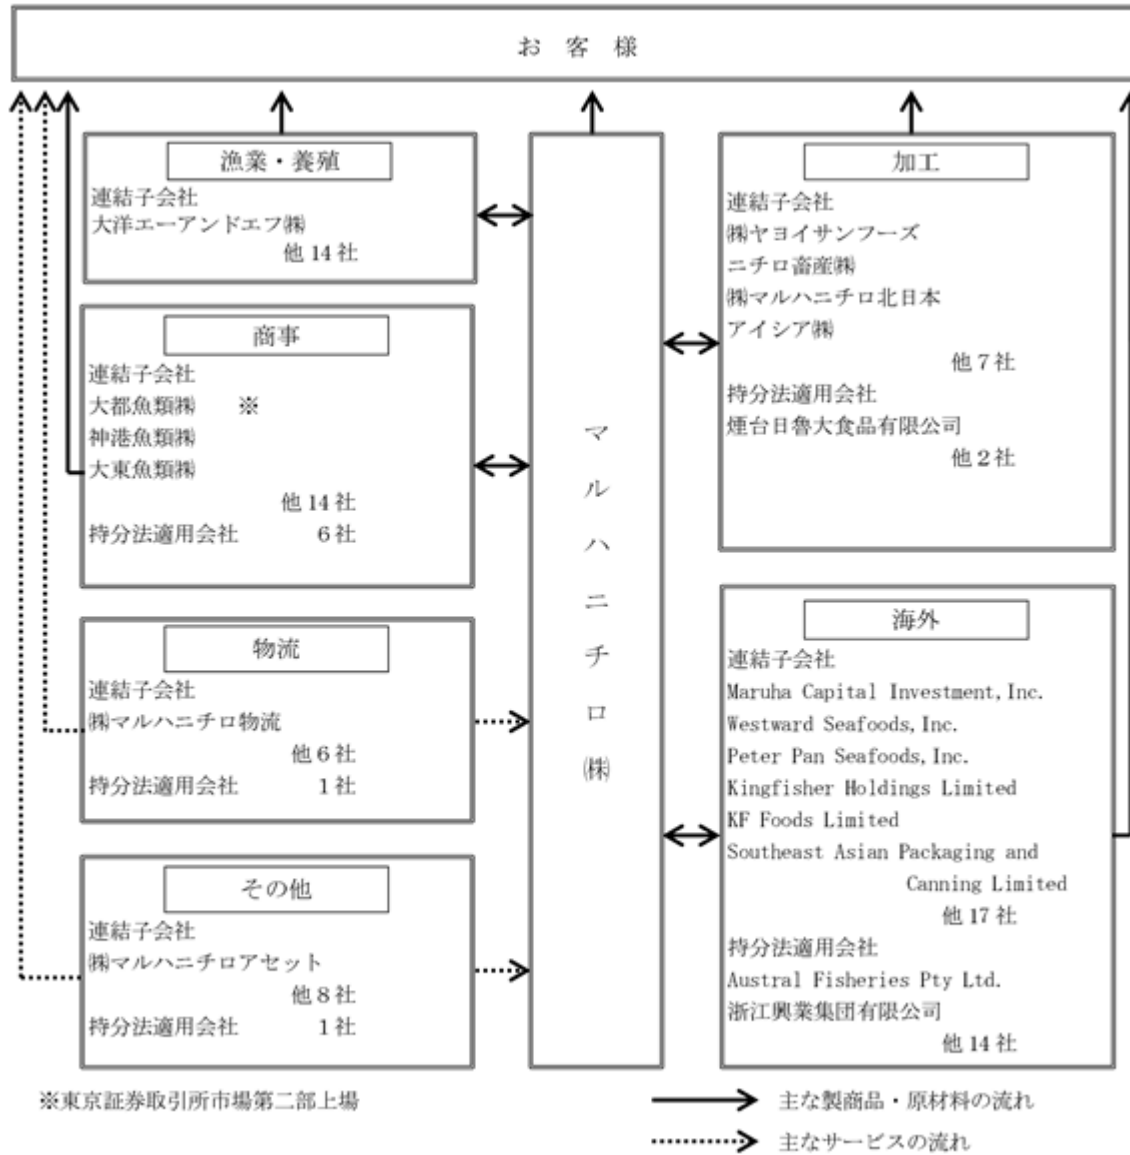 お客様
漁業・養殖
連結子会社
大洋エーアンドエフ㈱
他 14 社
商事
連結子会社
大都魚類㈱　※
神港魚類㈱
大東魚類㈱
他 14 社
持分法適用会社　6 社
物流
連結子会社
㈱マルハニチロ物流
他 6 社
持分法適用会社　1 社
その他
連結子会社
㈱マルハニチロアセット
他 8 社
持分法適用会社　1 社
マルハニチロ㈱
加工
連結子会社
㈱ヤヨイサンフーズ
ニチロ畜産㈱
㈱マルハニチロ北日本
アイシア㈱
他 7 社
持分法適用会社
煙台日魯大食品有限公司
他 2 社
海外
連結子会社
Maruha Capital Investment, Inc.
Westward Seafoods, Inc.
Peter Pan Seafoods, Inc.
Kingfisher Holdings Limited
KF Foods Limited
Southeast Asian Packaging and
Canning Limited
他 17 社
持分法適用会社
Austral Fisheries Pty Ltd.
浙江興業集団有限公司
他 14 社
※東京証券取引所市場第二部上場
主な製商品・原材料の流れ
主なサービスの流れ